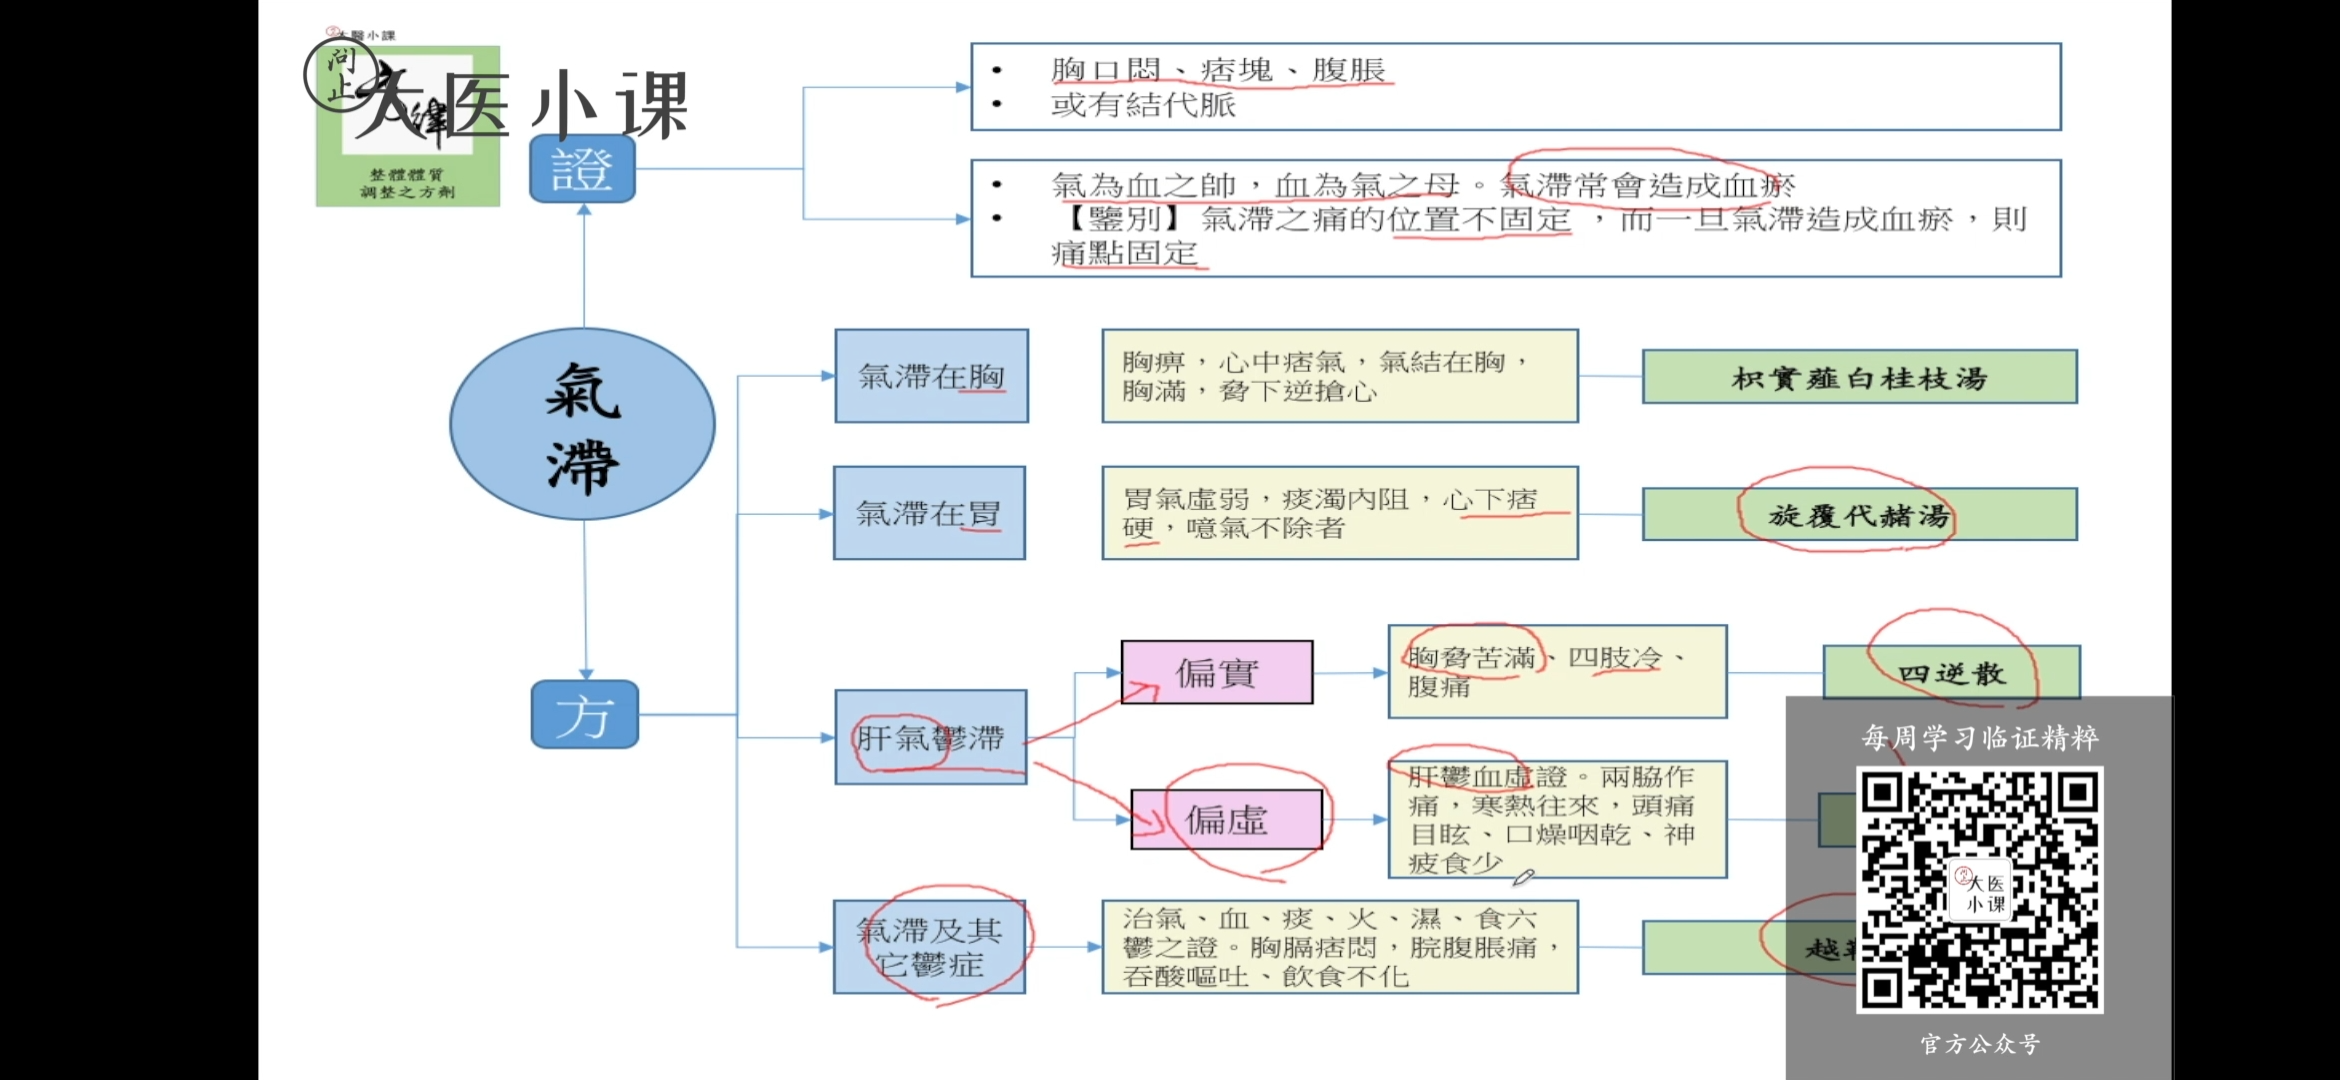 大醫小課
问止
大医小课
整體體質
調整之方劑
證
胸口悶、痞塊、腹脹
或有結代脈
氣為血之帥，血為氣之母。氣滯常會造成血瘀
【鑒別】氣滯之痛的位置不固定，而一旦氣滯造成血瘀，則
痛點固定
氣
滯
氣滯在胸
胸痹，心中痞氣，氣結在胸，
胸滿，脅下逆搶心
枳實薤白桂枝湯
氣滯在胃
胃氣虛弱，痰濁內阻，心下痞
硬，噫氣不除者
旋覆代赭湯
方
肝氣鬱滯
偏實
胸脅苦滿、四肢冷、
腹痛
四逆散
偏虛
肝鬱血虛證。兩脇作
痛，寒熱往來，頭痛
目眩、口燥咽乾、神
疲食少
氣滯及其
它鬱症
治氣、血、痰、火、濕、食六
鬱之證。胸膈痞悶，脘腹脹痛，
吞酸嘔吐、飲食不化
越
每周学习临证精粹
大医
小课
官方公众号